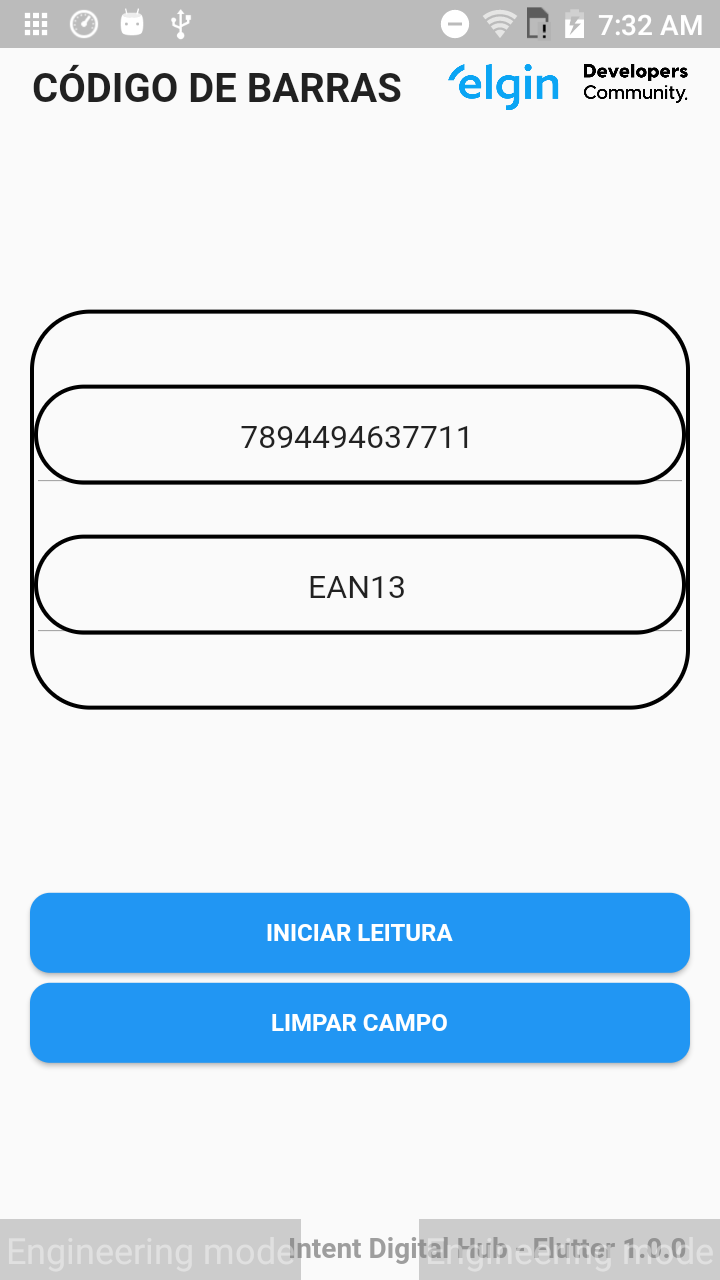 7:32 AM
CÓDIGO DE BARRAS
elgin
Developers
Community.
7894494637711
EAN13
INICIAR LEITURA
LIMPAR CAMPO
Engineering mode
Intent Digital Hub - Flutter 1.0.0
Engineering mode